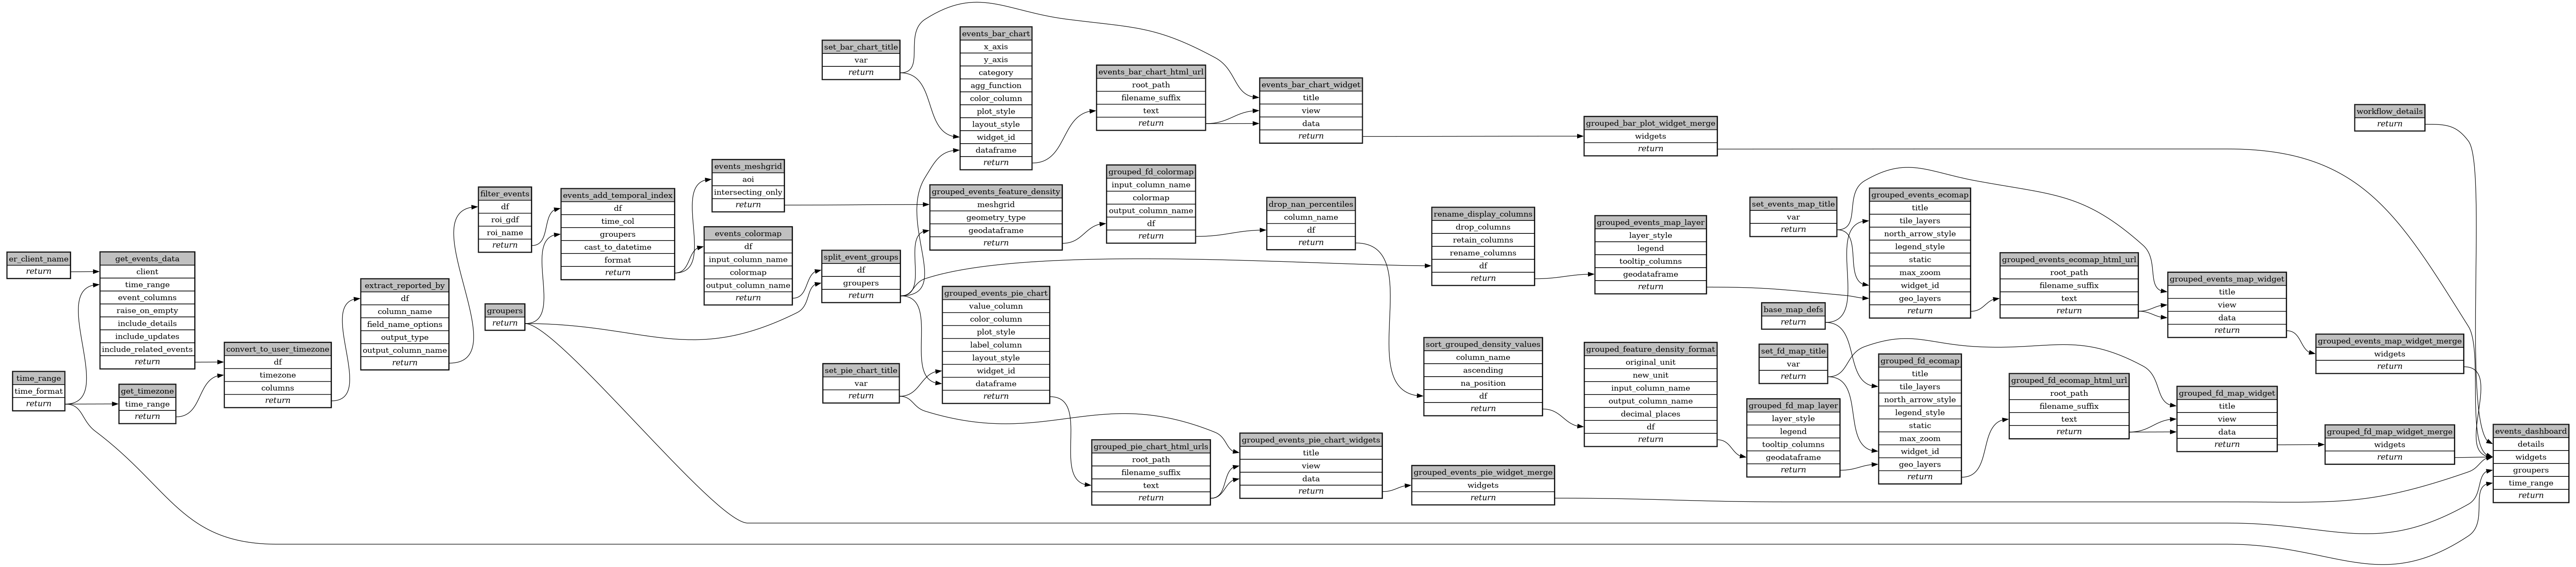 er_client_name
return
time_range
time_format
return
get_events_data
client
time_range
event_columns
raise_on_empty
include_details
include_updates
include_related_events
return
get_timezone
time_range
return
convert_to_user_timezone
df
timezone
columns
return
extract_reported_by
df
column_name
field_name_options
output_type
output_column_name
return
filter_events
df
roi_gdf
roi_name
return
groupers
return
events_add_temporal_index
df
time_col
groupers
cast_to_datetime
format
return
events_meshgrid
aoi
intersecting_only
return
events_colormap
df
input_column_name
colormap
output_column_name
return
set_bar_chart_title
var
return
split_event_groups
df
groupers
return
set_pie_chart_title
var
return
events_bar_chart
x_axis
y_axis
category
agg_function
color_column
plot_style
layout_style
widget_id
dataframe
return
grouped_events_feature_density
meshgrid
geometry_type
geodataframe
return
grouped_events_pie_chart
value_column
color_column
plot_style
label_column
layout_style
widget_id
dataframe
return
events_bar_chart_html_url
root_path
filename_suffix
text
return
grouped_fd_colormap
input_column_name
colormap
output_column_name
df
return
grouped_pie_chart_html_urls
root_path
filename_suffix
text
return
events_bar_chart_widget
title
view
data
return
drop_nan_percentiles
column_name
df
return
grouped_events_pie_chart_widgets
title
view
data
return
rename_display_columns
drop_columns
retain_columns
rename_columns
df
return
sort_grouped_density_values
column_name
ascending
na_position
df
return
grouped_events_pie_widget_merge
widgets
return
grouped_bar_plot_widget_merge
widgets
return
grouped_events_map_layer
layer_style
legend
tooltip_columns
geodataframe
return
grouped_feature_density_format
original_unit
new_unit
input_column_name
output_column_name
decimal_places
df
return
set_events_map_title
var
return
base_map_defs
return
set_fd_map_title
var
return
grouped_fd_map_layer
layer_style
legend
tooltip_columns
geodataframe
return
grouped_events_ecomap
title
tile_layers
north_arrow_style
legend_style
static
max_zoom
widget_id
geo_layers
return
grouped_fd_ecomap
title
tile_layers
north_arrow_style
legend_style
static
max_zoom
widget_id
geo_layers
return
grouped_events_ecomap_html_url
root_path
filename_suffix
text
return
grouped_fd_ecomap_html_url
root_path
filename_suffix
text
return
grouped_events_map_widget
title
view
data
return
grouped_fd_map_widget
title
view
data
return
workflow_details
return
grouped_events_map_widget_merge
widgets
return
grouped_fd_map_widget_merge
widgets
return
events_dashboard
details
widgets
groupers
time_range
return